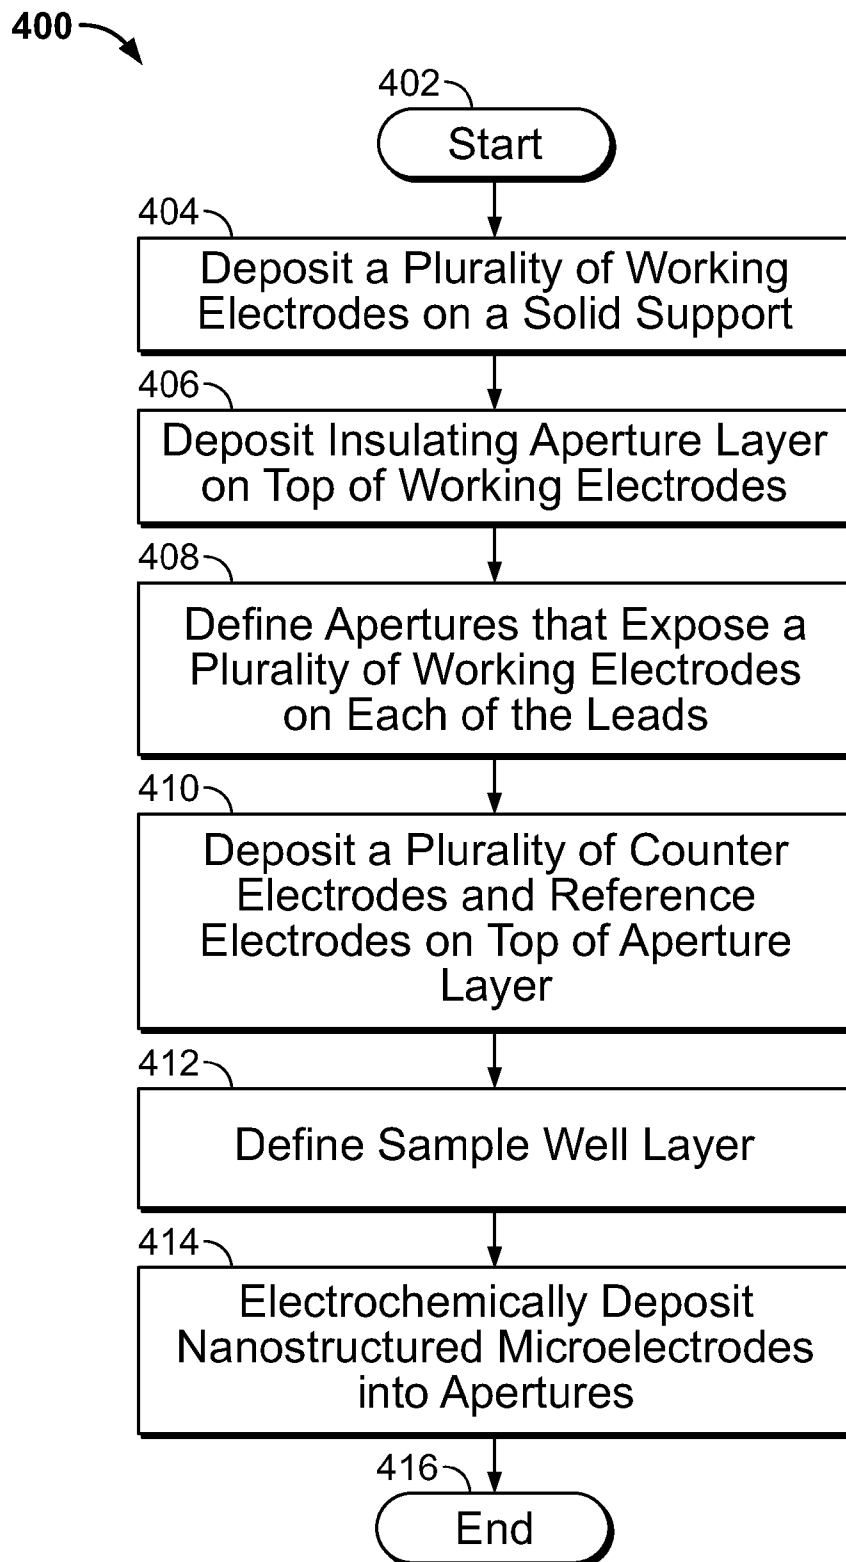 400
402
Start
404
Deposit a Plurality of Working
Electrodes on a Solid Support
406
Deposit Insulating Aperture Layer
on Top of Working Electrodes
408
Define Apertures that Expose a
Plurality of Working Electrodes
on Each of the Leads
410
Deposit a Plurality of Counter
Electrodes and Reference
Electrodes on Top of Aperture
Layer
412
Define Sample Well Layer
414
Electrochemically Deposit
Nanostructured Microelectrodes
into Apertures
416
End